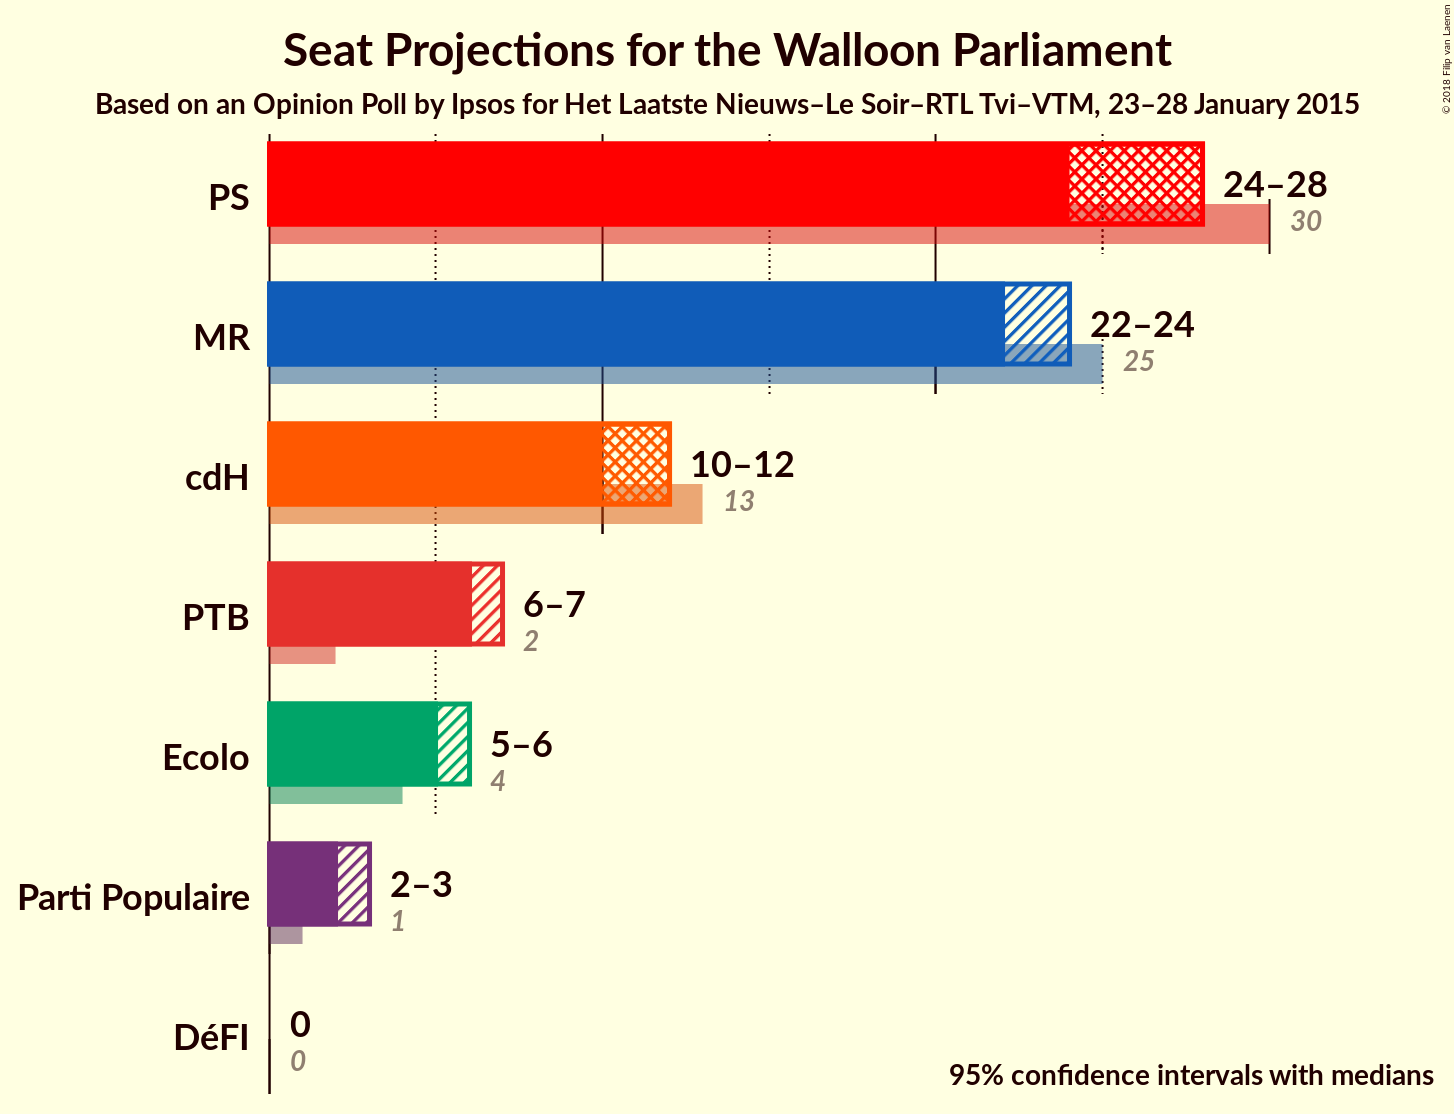 Seat Projections for the Walloon Parliament
Based on an Opinion Poll by Ipsos for Het Laatste Nieuws–Le Soir–RTL Tvi–VTM, 23–28 January 2015
© 2018 Filip van Laenen
PS
24–28
30
MR
22–24
25
cdH
10–12
13
PTB
6–7
2
Ecolo
5–6
4
Parti Populaire
2–3
1
DéFI
0
0
95% confidence intervals with medians